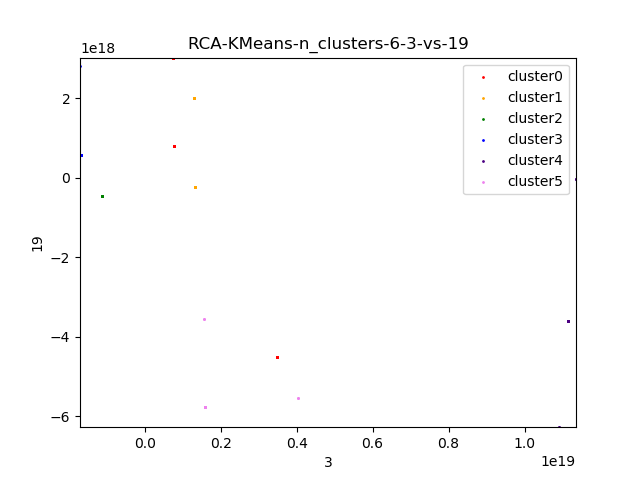 RCA-KMeans-n_clusters-6-3-vs-19
1e18
cluster0
cluster1
cluster2
cluster3
cluster4
cluster5
2
0
−2
−4
−6
19
0.0 0.2 0.4 0.6 0.8 1.0
1e19
3